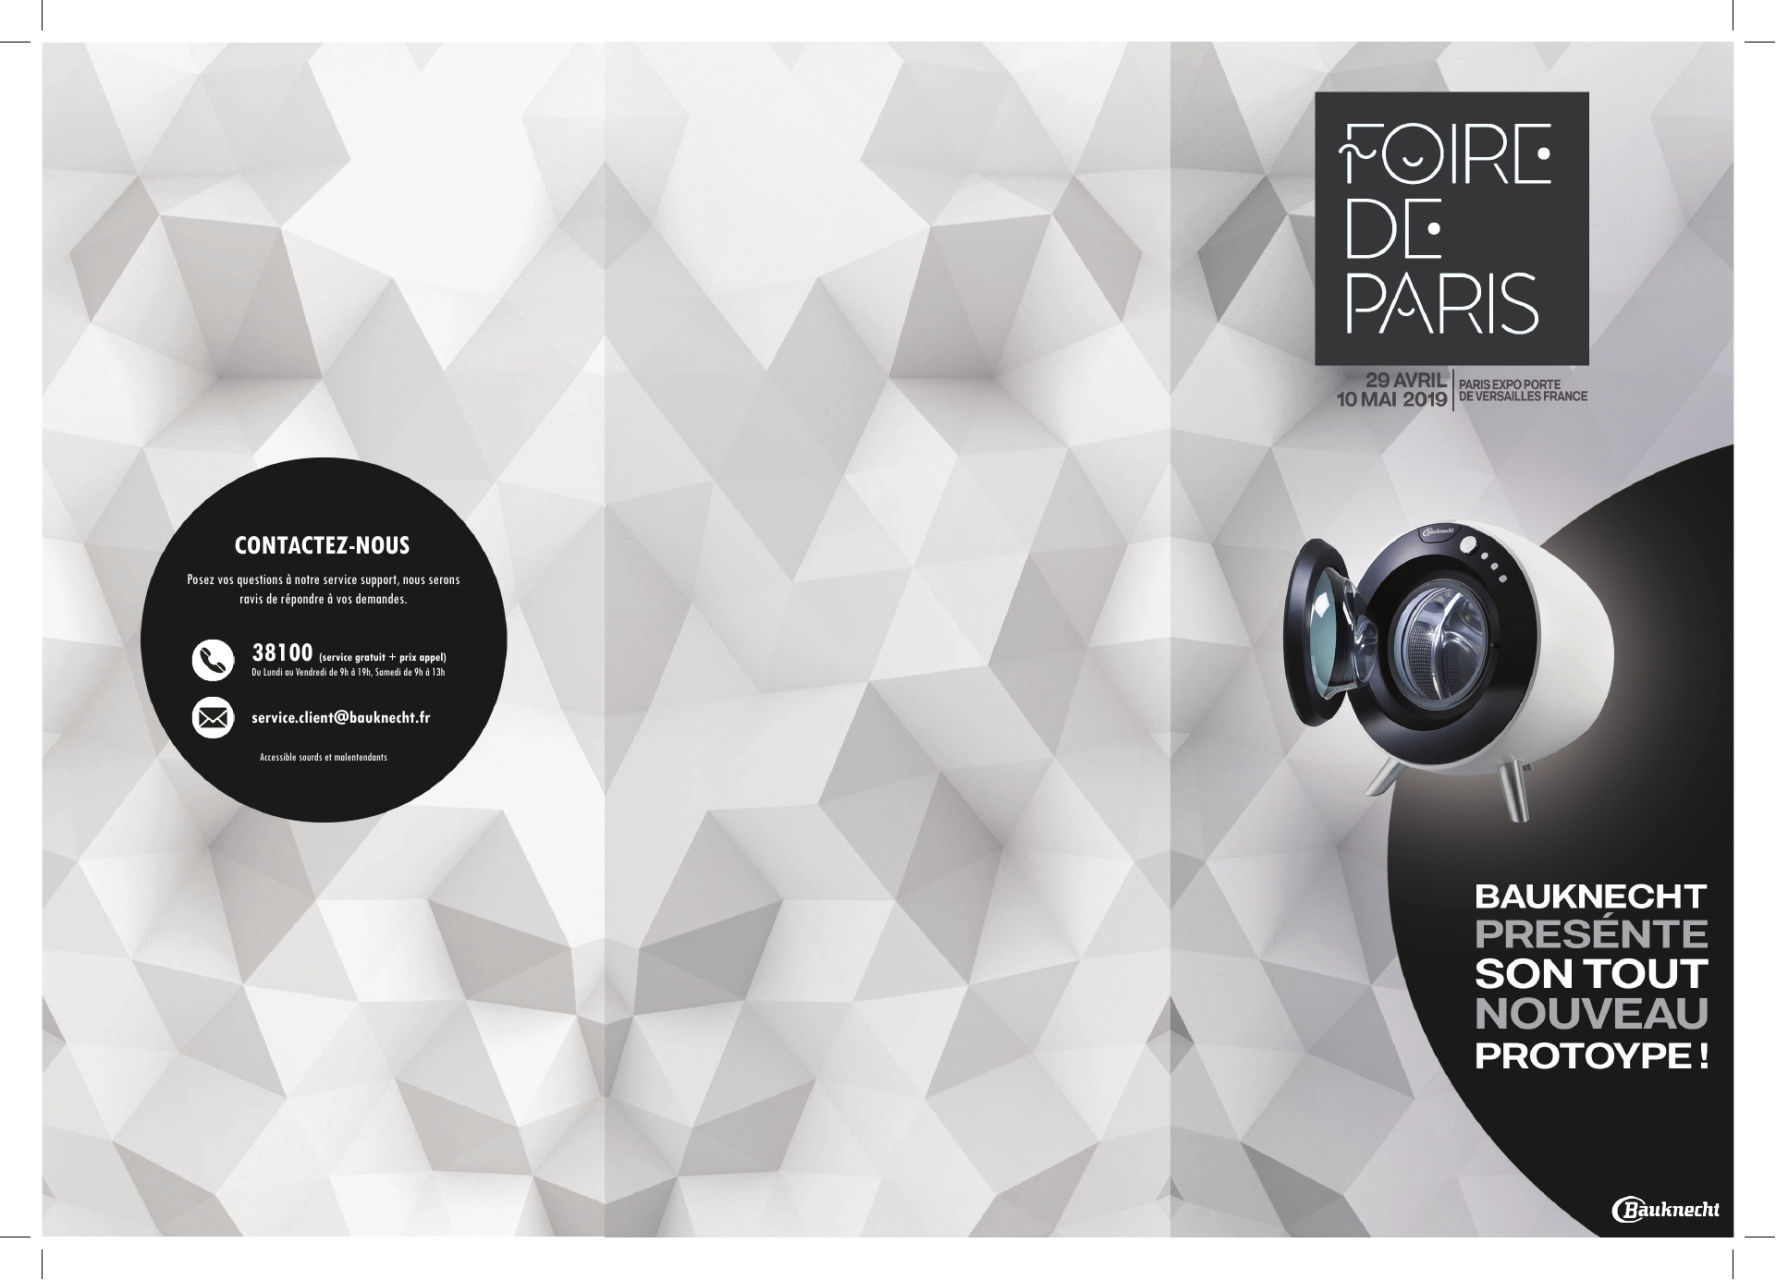 CONTACTEZ-NOUS
Posez vos questions à notre service support, nous serons
ravis de répondre à vos demandes.
38100 (service gratuit + prix appel)
Du Lundi au Vendredi de 9h à 19h, Samedi de 9h à 13h
service.client@bauknecht.fr
Accessible sourds et malentendants
FOIRE
DE
PARIS
29 AVRIL
10 MAI 2019
PARIS EXPO PORTE
DE VERSAILLES FRANCE
Bauknecht
BAUKNECHT
PRESÉNTE
SON TOUT
NOUVEAU
PROTOYPE !
Bauknecht